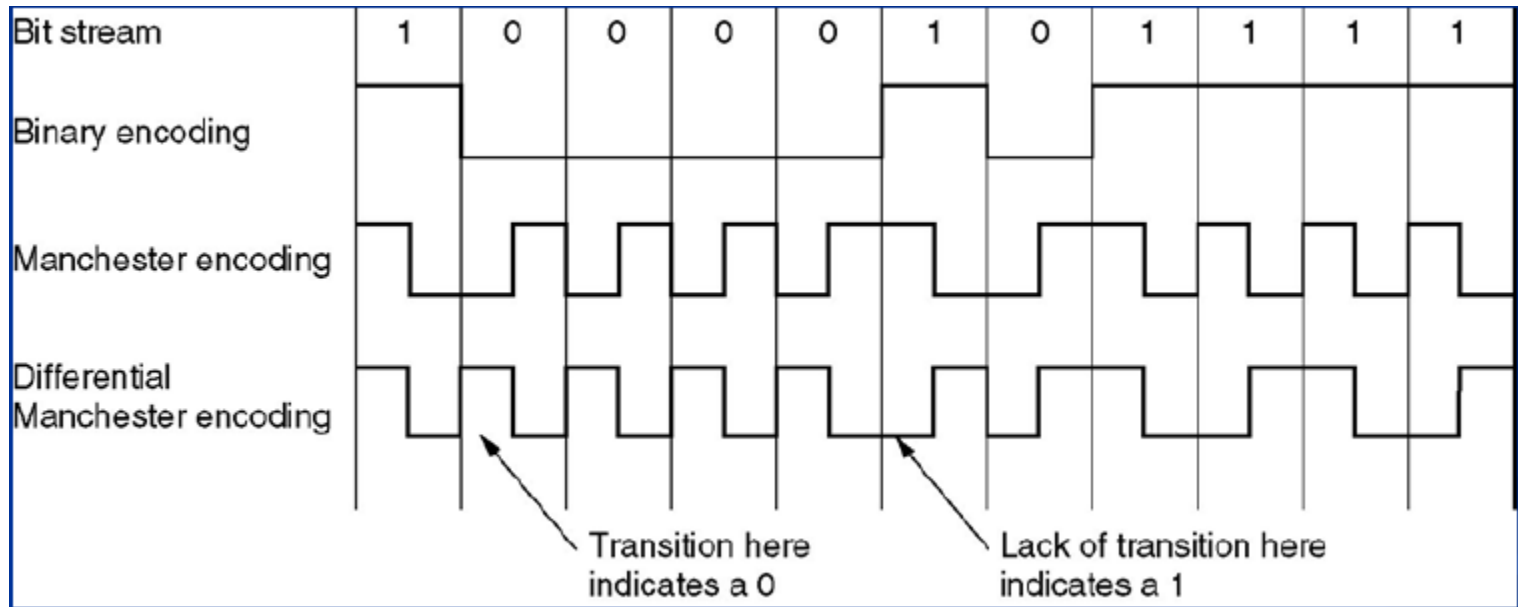 Bit stream 1 0 0 0 0 1 0 1 1 1 1
Binary encoding
Manchester encoding
Differential
Manchester encoding
Transition here
indicates a 0
Lack of transition here
indicates a 1